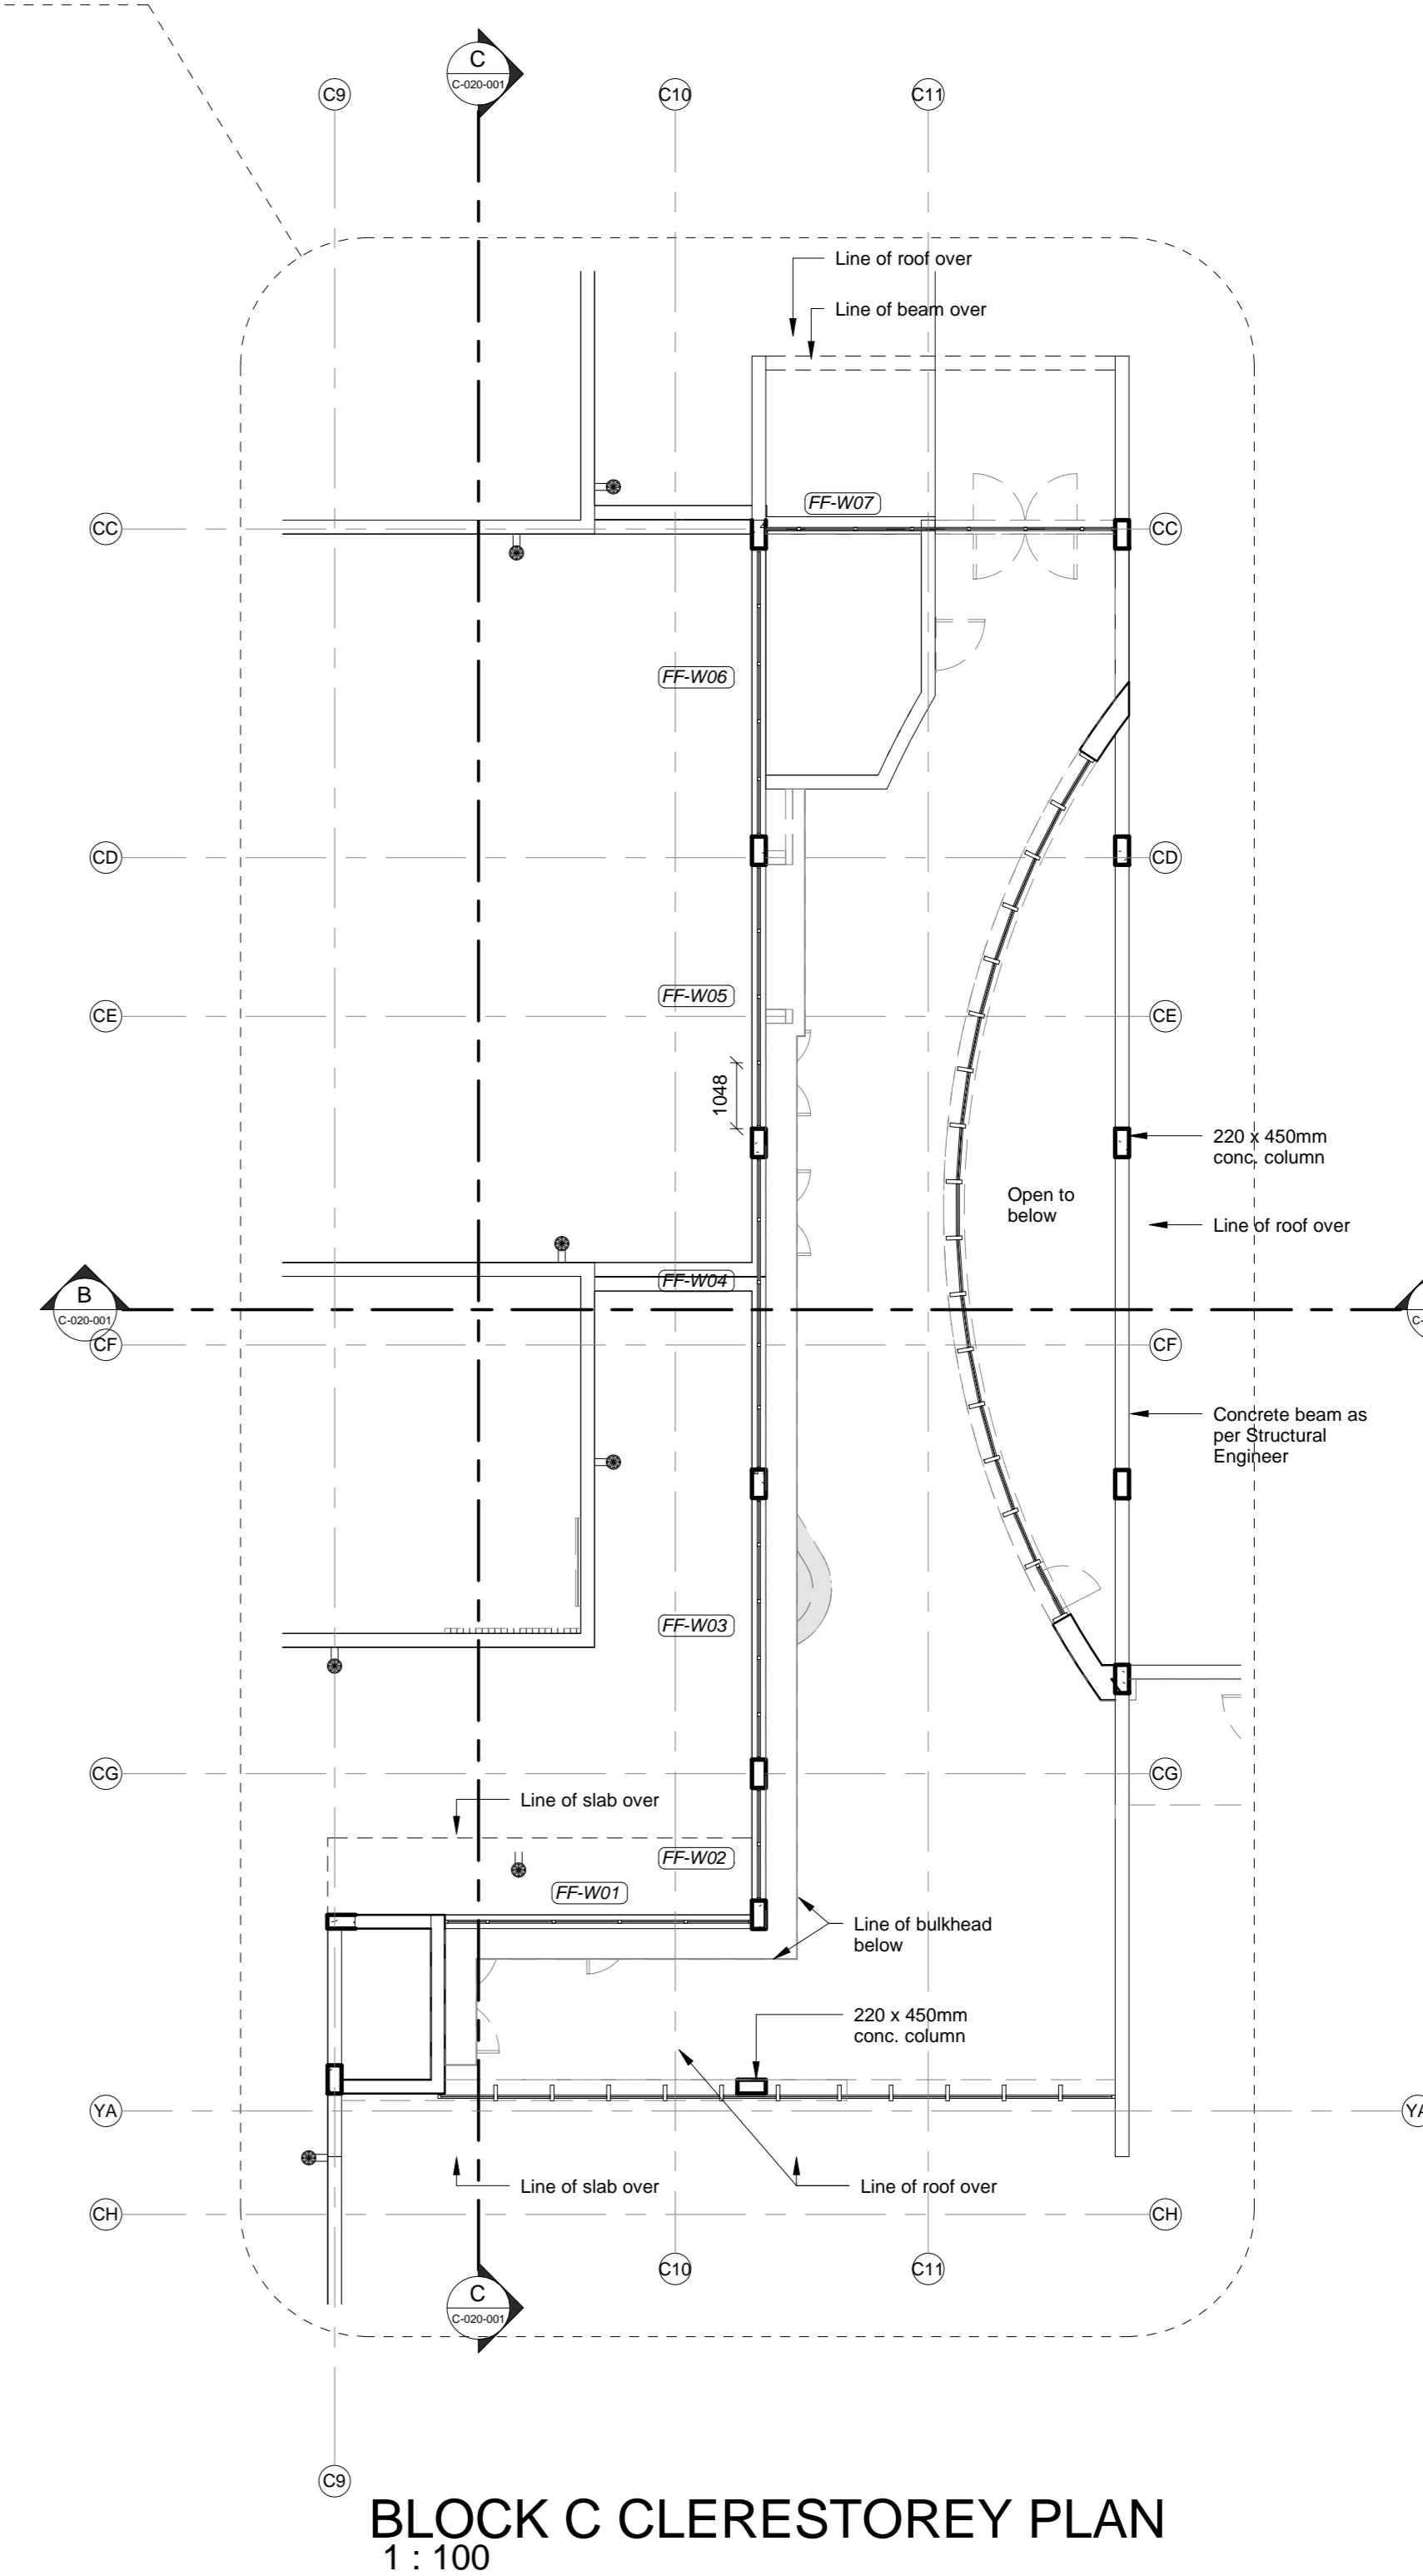 C
C-020-001
C9
C10
C11
Line of roof over
Line of beam over
FF-W07
CC
CC
FF-W06
CD
CD
FF-W05
CE
CE
1048
220 x 450mm
conc. column
Open to
below
Line of roof over
FF-W04
B
C-020-001
CF
CF
Concrete beam as
per Structural
Engineer
FF-W03
CG
CG
Line of slab over
FF-W02
FF-W01
Line of bulkhead
below
220 x 450mm
conc. column
YA
YA
Line of slab over
Line of roof over
CH
CH
C10
C11
C
C-020-001
C9
BLOCK C CLERESTOREY PLAN
1 : 100